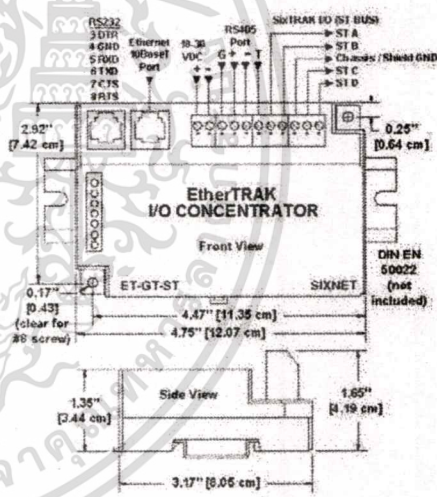 RS232
3 DTR
4 GND
5 RXD
6 TXD
7 CTS
8 RTS
Ethernet
10BaseT
Port
10-30
VDC
+ -
RS485
Port
G + - T
SixTRAK I/O (ST BUS)
ST A
ST B
Chassis / Shield GND
ST C
ST D
2.92"
[7.42 cm]
0.25"
[0.64 cm]
EtherTRAK
I/O CONCENTRATOR
Front View
DIN EN
50022
(not
included)
ET-GT-ST
SIXNET
0.17"
[0.43]
(clear for
#8 screw)
4.47" [11.35 cm]
4.75" [12.07 cm]
Side View
1.35"
[3.44 cm]
1.65"
[4.19 cm]
3.17" [8.05 cm]